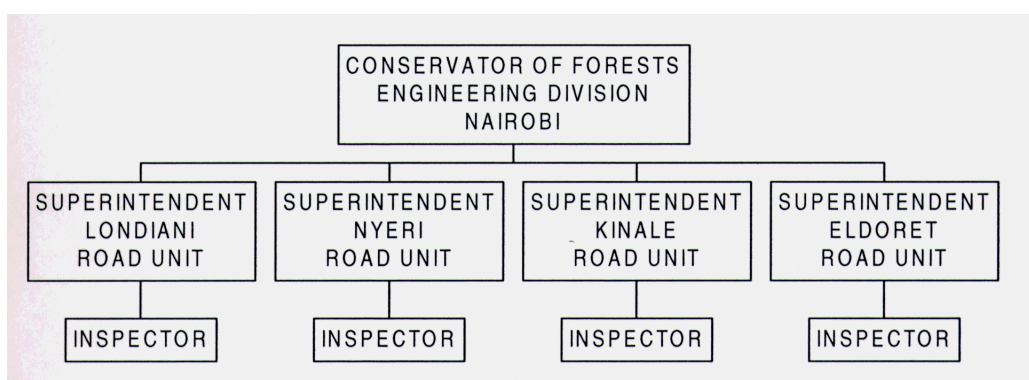 CONSERVATOR OF FORESTS
ENGINEERING DIVISION
NAIROBI
SUPERINTENDENT
LONDIANI
ROAD UNIT
SUPERINTENDENT
NYERI
ROAD UNIT
SUPERINTENDENT
KINALE
ROAD UNIT
SUPERINTENDENT
ELDORET
ROAD UNIT
INSPECTOR
INSPECTOR
INSPECTOR
INSPECTOR